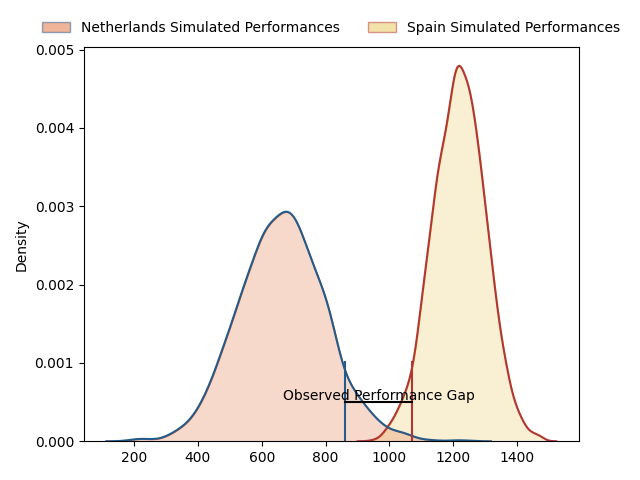 Netherlands Simulated Performances
Spain Simulated Performances
0.005
0.004
0.003
0.002
0.001
0.000
Density
Observed Performance Gap
200 400 600 800 1000 1200 1400